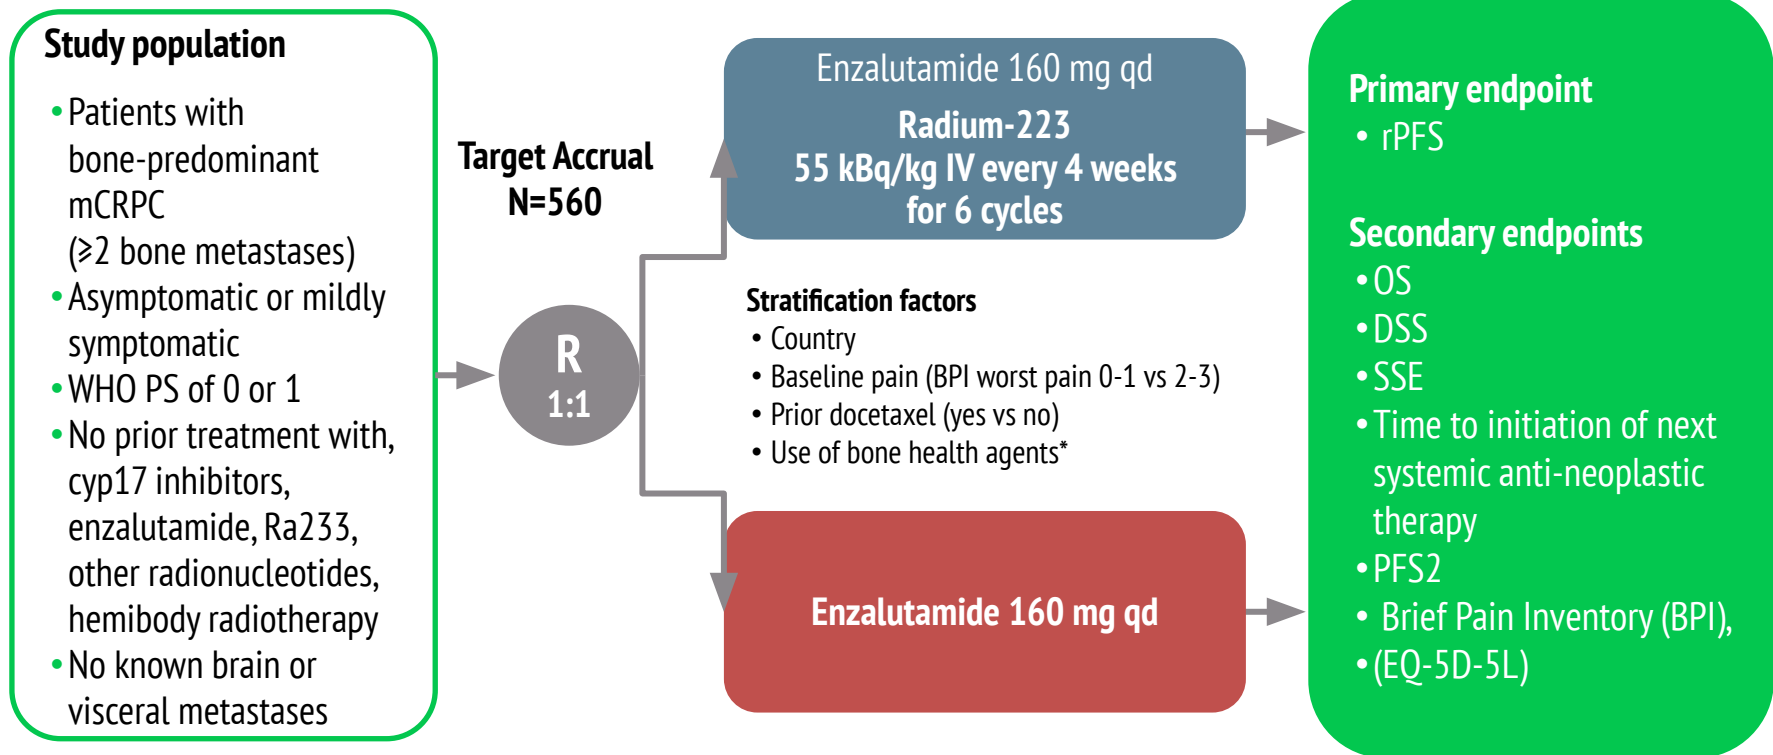 Study population
• Patients with
bone-predominant
mCRPC
(⩾2 bone metastases)
• Asymptomatic or mildly
symptomatic
• WHO PS of 0 or 1
• No prior treatment with,
cyp17 inhibitors,
enzalutamide, Ra233,
other radionucleotides,
hemibody radiotherapy
• No known brain or
visceral metastases
Target Accrual
N=560
R
1:1
Enzalutamide 160 mg qd
Radium-223
55 kBq/kg IV every 4 weeks
for 6 cycles
Stratification factors
• Country
• Baseline pain (BPI worst pain 0-1 vs 2-3)
• Prior docetaxel (yes vs no)
• Use of bone health agents*
Enzalutamide 160 mg qd
Primary endpoint
• rPFS
Secondary endpoints
• OS
• DSS
• SSE
• Time to initiation of next
systemic anti-neoplastic
therapy
• PFS2
• Brief Pain Inventory (BPI),
• (EQ-5D-5L)